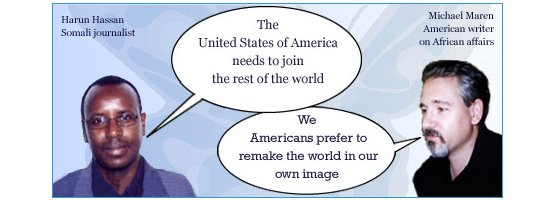 Harun Hassan
Somali journalist
Michael Maren
American writer
on African affairs
The
United States of America
needs to join
the rest of the world
We
Americans prefer to
remake the world in our
own image